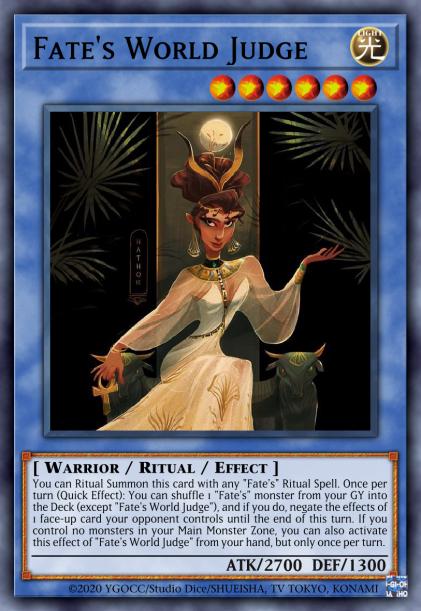 Fate's World Judge
LIGHT
光
HATHOR
[ Warrior / Ritual / Effect ]
You can Ritual Summon this card with any "Fate's" Ritual Spell. Once per
turn (Quick Effect): You can shuffle 1 "Fate's" monster from your GY into
the Deck (except "Fate's World Judge"), and if you do, negate the effects of
1 face-up card your opponent controls until the end of this turn. If you
control no monsters in your Main Monster Zone, you can also activate
this effect of "Fate's World Judge" from your hand, but only once per turn.
ATK/2700 DEF/1300
©2020 YGOCC/Studio Dice/SHUEISHA, TV TOKYO, KONAMI